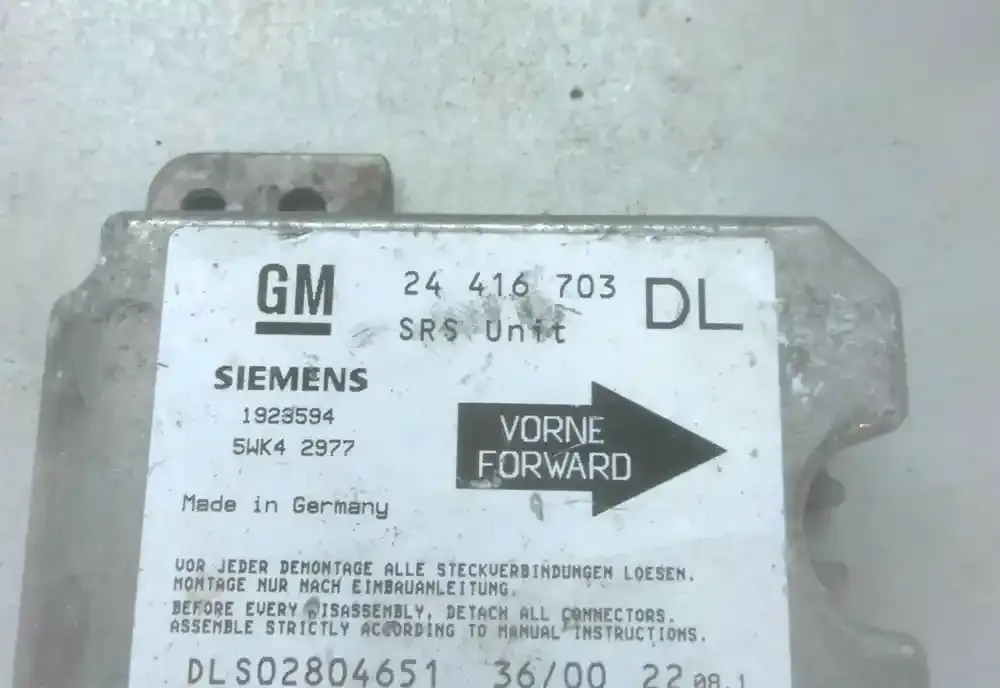 GM 24 416 703 DL
SRS Unit
SIEMENS
1923594
5WK4 2977
VORNE
FORWARD
Made in Germany
VOR JEDER DEMONTAGE ALLE STECKVERBINDUNGEN LOESEN.
MONTAGE NUR NACH EINBAUANLEITUNG.
BEFORE EVERY DISASSEMBLY, DETACH ALL CONNECTORS.
ASSEMBLE STRICTLY ACCORDING TO MANUAL INSTRUCTIONS.
DLS02804651 36/00 22 08.1